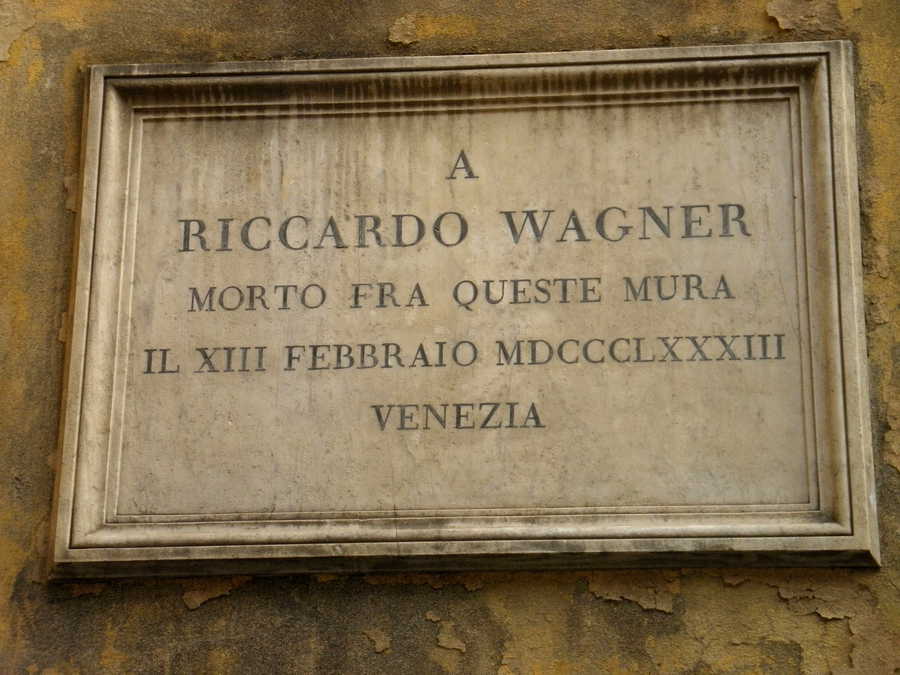 A
RICCARDO WAGNER
MORTO FRA QUESTE MURA
IL XIII FEBBRAIO MDCCCLXXXIII
VENEZIA